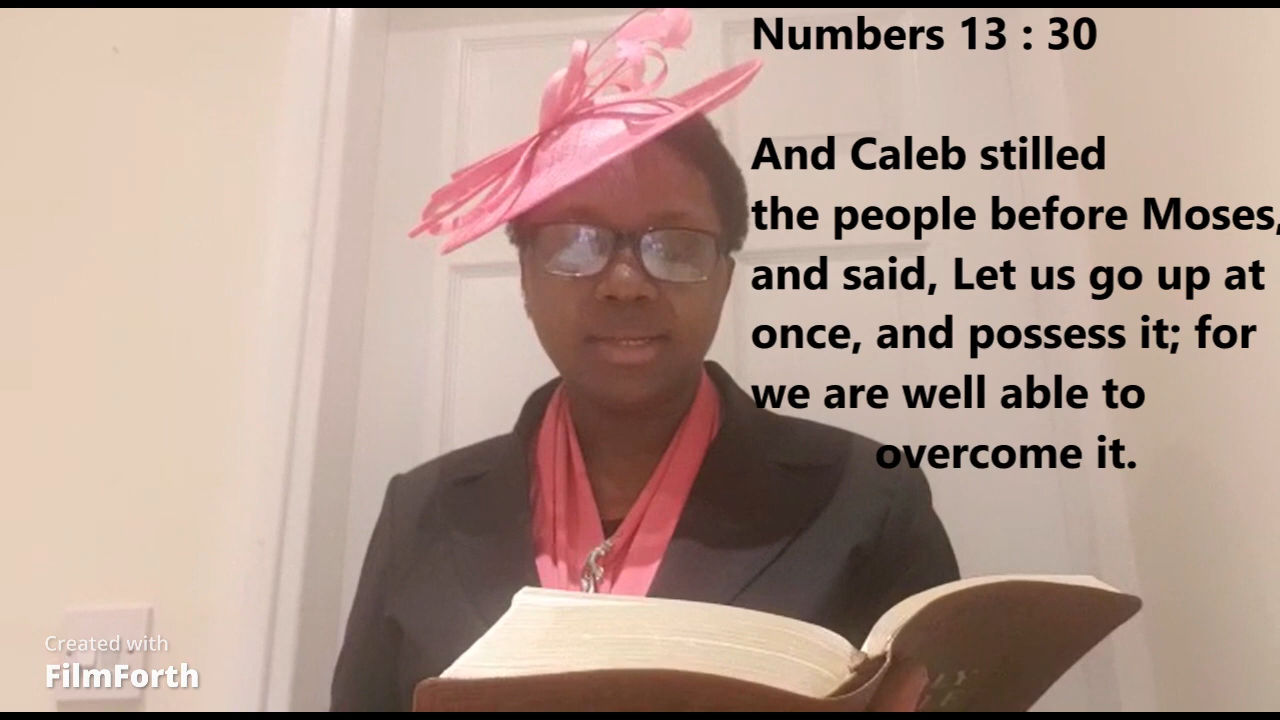 Numbers 13 : 30
And Caleb stilled
the people before Moses,
and said, Let us go up at
once, and possess it; for
we are well able to
overcome it.
Created with
FilmForth